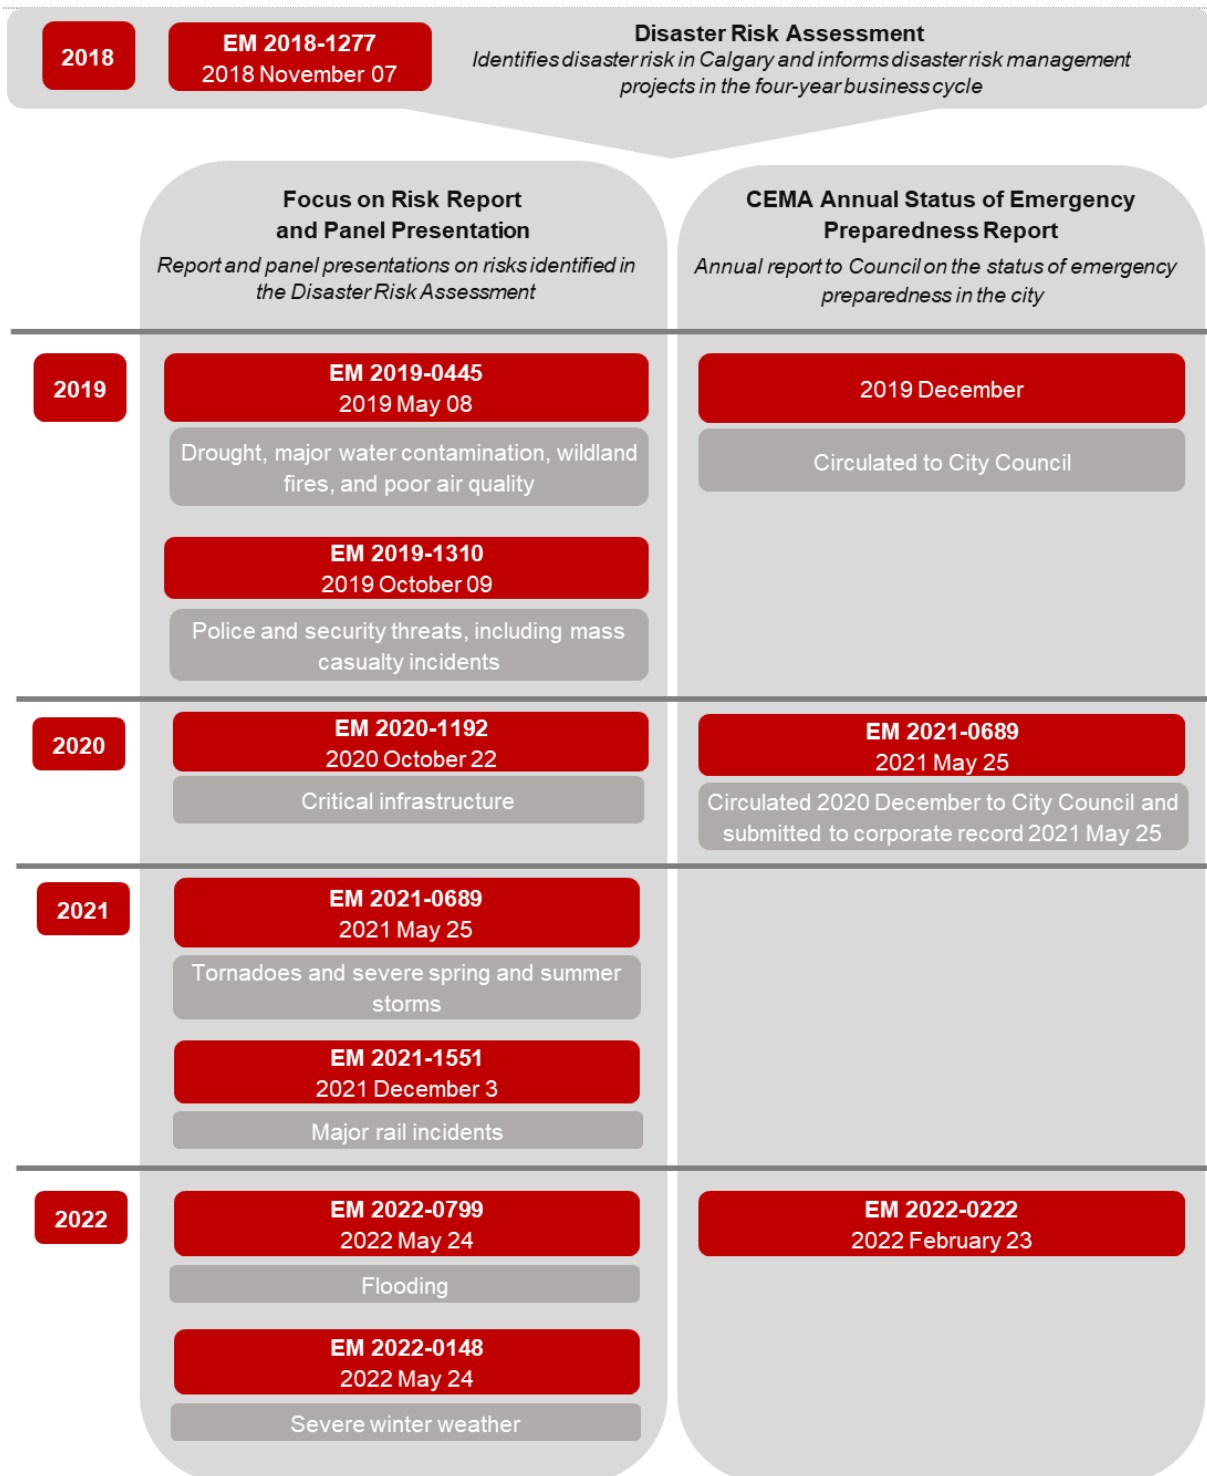 2018
EM 2018-1277
2018 November 07
Disaster Risk Assessment
Identifies disaster risk in Calgary and informs disaster risk management
projects in the four-year business cycle
Focus on Risk Report
and Panel Presentation
Report and panel presentations on risks identified in
the Disaster Risk Assessment
CEMA Annual Status of Emergency
Preparedness Report
Annual report to Council on the status of emergency
preparedness in the city
2019
EM 2019-0445
2019 May 08
Drought, major water contamination, wildland
fires, and poor air quality
EM 2019-1310
2019 October 09
Police and security threats, including mass
casualty incidents
2019 December
Circulated to City Council
2020
EM 2020-1192
2020 October 22
Critical infrastructure
EM 2021-0689
2021 May 25
Circulated 2020 December to City Council and
submitted to corporate record 2021 May 25
2021
EM 2021-0689
2021 May 25
Tornadoes and severe spring and summer
storms
EM 2021-1551
2021 December 3
Major rail incidents
2022
EM 2022-0799
2022 May 24
Flooding
EM 2022-0148
2022 May 24
Severe winter weather
EM 2022-0222
2022 February 23